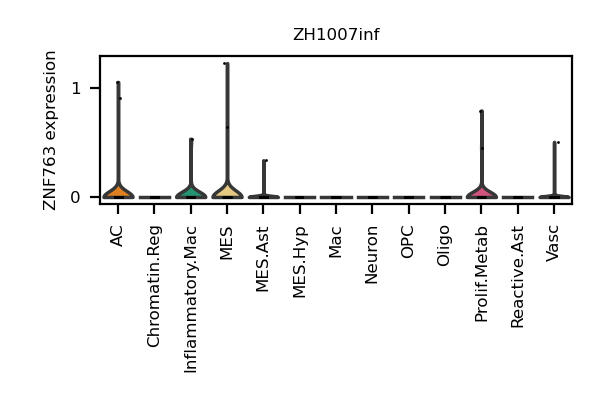 ZH1007inf
ZNF763 expression
1
0
AC
Chromatin.Reg
Inflammatory.Mac
MES
MES.Ast
MES.Hyp
Mac
Neuron
OPC
Oligo
Prolif.Metab
Reactive.Ast
Vasc